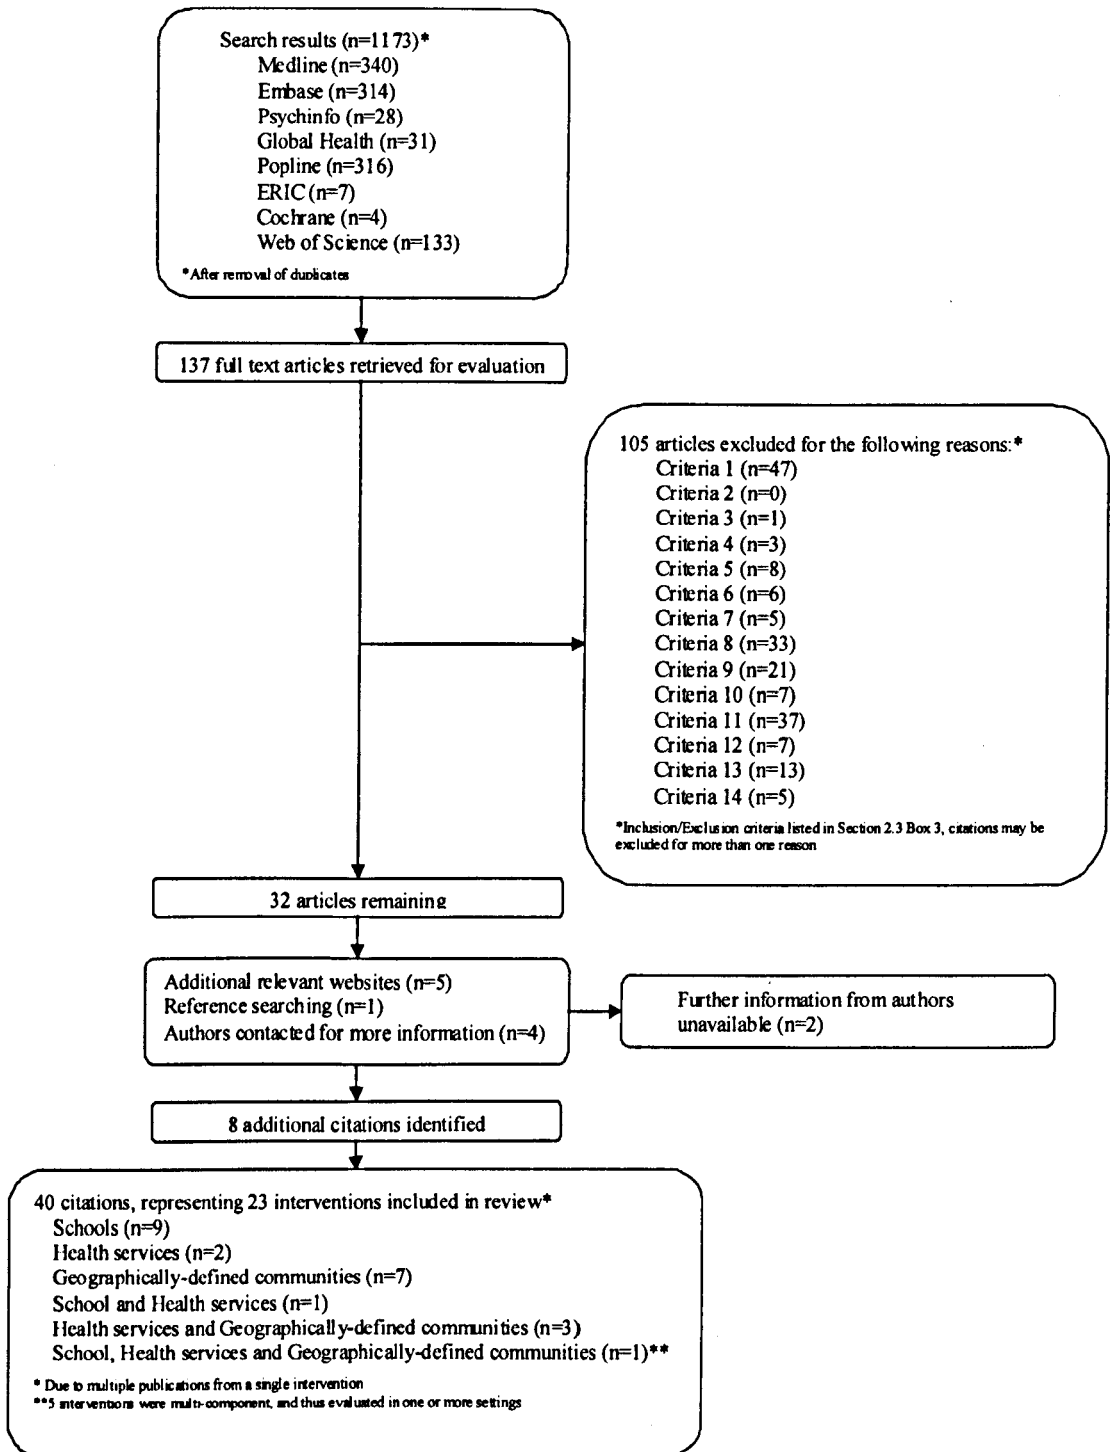 Search results (n=1173)*
Medline (n=340)
Embase (n=314)
Psychinfo (n=28)
Global Health (n=31)
Popline (n=316)
ERIC (n=7)
Cochrane (n=4)
Web of Science (n=133)
*After removal of duplicates
137 full text articles retrieved for evaluation
105 articles excluded for the following reasons:*
Criteria 1 (n=47)
Criteria 2 (n=0)
Criteria 3 (n=1)
Criteria 4 (n=3)
Criteria 5 (n=8)
Criteria 6 (n=6)
Criteria 7 (n=5)
Criteria 8 (n=33)
Criteria 9 (n=21)
Criteria 10 (n=7)
Criteria 11 (n=37)
Criteria 12 (n=7)
Criteria 13 (n=13)
Criteria 14 (n=5)
*Inclusion/Exclusion criteria listed in Section 2.3 Box 3, citations may be
excluded for more than one reason
32 articles remaining
Additional relevant websites (n=5)
Reference searching (n=1)
Authors contacted for more information (n=4)
Further information from authors
unavailable (n=2)
8 additional citations identified
40 citations, representing 23 interventions included in review*
Schools (n=9)
Health services (n=2)
Geographically-defined communities (n=7)
School and Health services (n=1)
Health services and Geographically-defined communities (n=3)
School, Health services and Geographically-defined communities (n=1)**
* Due to multiple publications from a single intervention
**5 interventions were multi-component, and thus evaluated in one or more settings